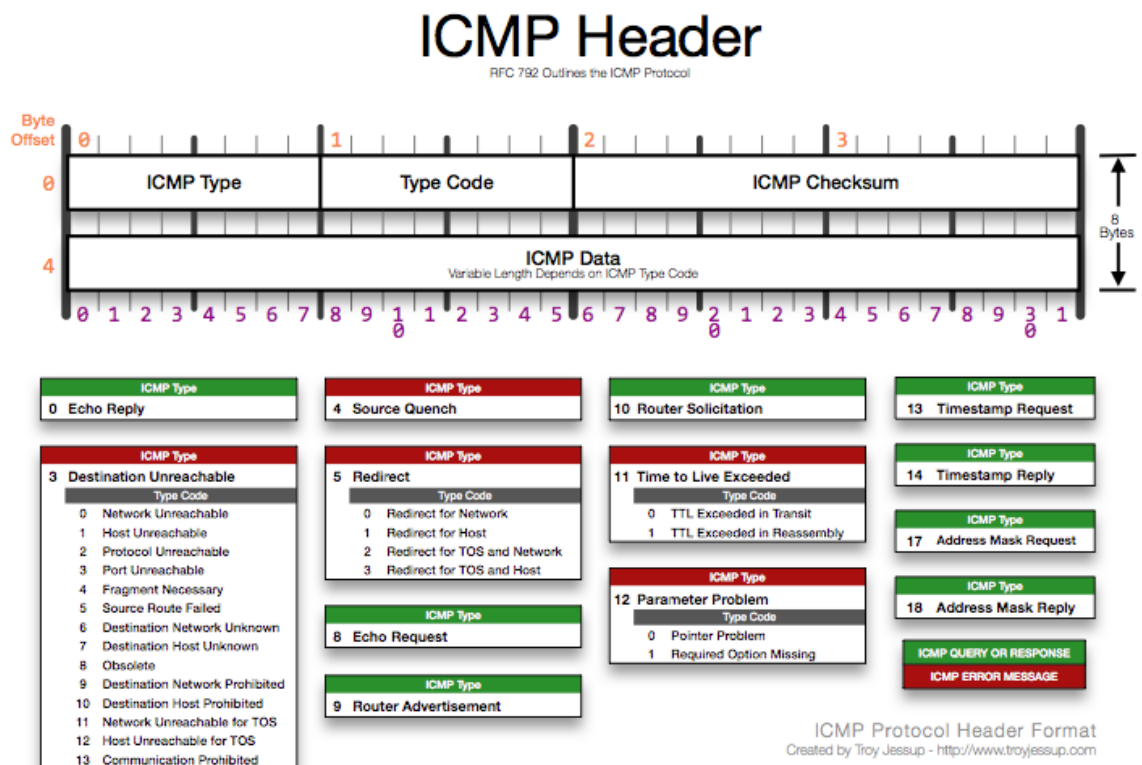 ICMP Header
RFC 792 Outlines the ICMP Protocol
Byte
Offset
0 1 2 3
0
ICMP Type
Type Code
ICMP Checksum
8
Bytes
4
ICMP Data
Variable Length Depends on ICMP Type Code
0 1 2 3 4 5 6 7 8 9 10 1 2 3 4 5 6 7 8 9 20 1 2 3 4 5 6 7 8 9 30 1
ICMP Type
0 Echo Reply
ICMP Type
3 Destination Unreachable
Type Code
0 Network Unreachable
1 Host Unreachable
2 Protocol Unreachable
3 Port Unreachable
4 Fragment Necessary
5 Source Route Failed
6 Destination Network Unknown
7 Destination Host Unknown
8 Obsolete
9 Destination Network Prohibited
10 Destination Host Prohibited
11 Network Unreachable for TOS
12 Host Unreachable for TOS
13 Communication Prohibited
ICMP Type
4 Source Quench
ICMP Type
5 Redirect
Type Code
0 Redirect for Network
1 Redirect for Host
2 Redirect for TOS and Network
3 Redirect for TOS and Host
ICMP Type
8 Echo Request
ICMP Type
9 Router Advertisement
ICMP Type
10 Router Solicitation
ICMP Type
11 Time to Live Exceeded
Type Code
0 TTL Exceeded in Transit
1 TTL Exceeded in Reassembly
ICMP Type
12 Parameter Problem
Type Code
0 Pointer Problem
1 Required Option Missing
ICMP Type
13 Timestamp Request
ICMP Type
14 Timestamp Reply
ICMP Type
17 Address Mask Request
ICMP Type
18 Address Mask Reply
ICMP QUERY OR RESPONSE
ICMP ERROR MESSAGE
ICMP Protocol Header Format
Created by Troy Jessup - http://www.troyjessup.com